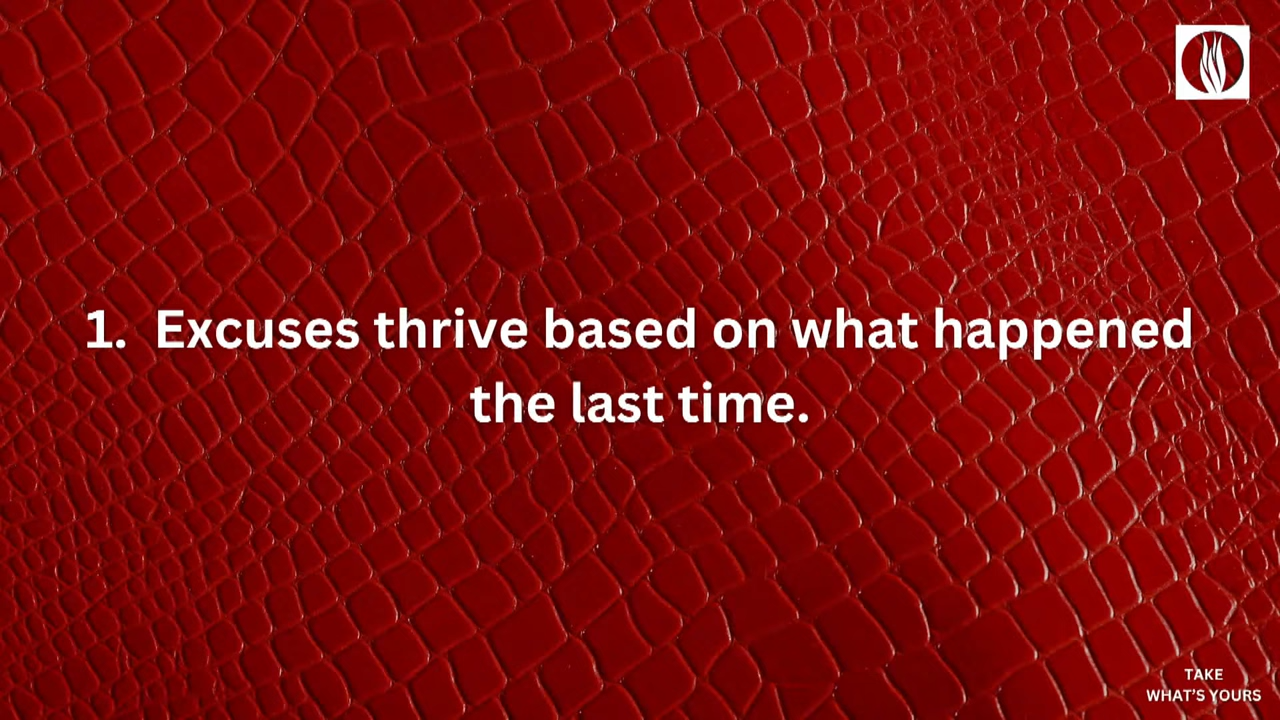 1. Excuses thrive based on what happened
the last time.
TAKE
WHAT'S YOURS